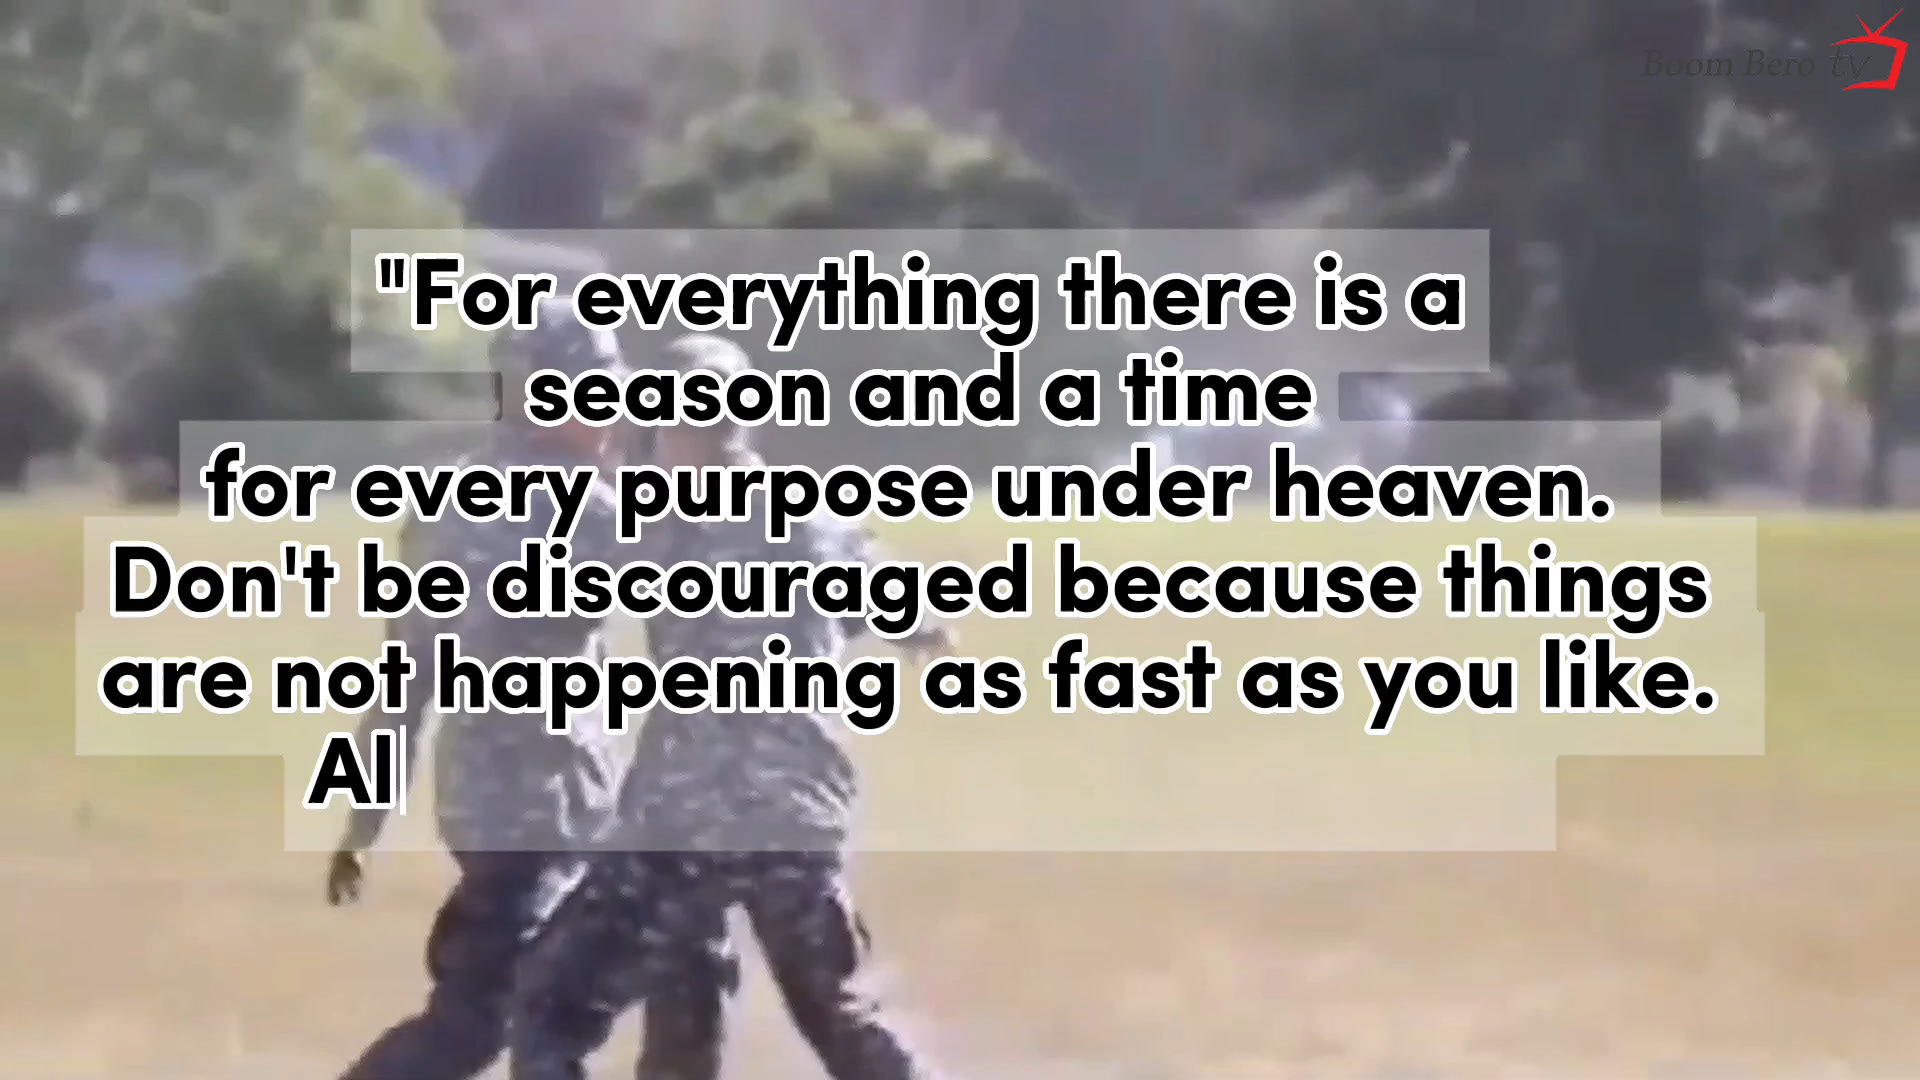 Boom Bero tv
"For everything there is a
season and a time
for every purpose under heaven.
Don't be discouraged because things
are not happening as fast as you like.
Al